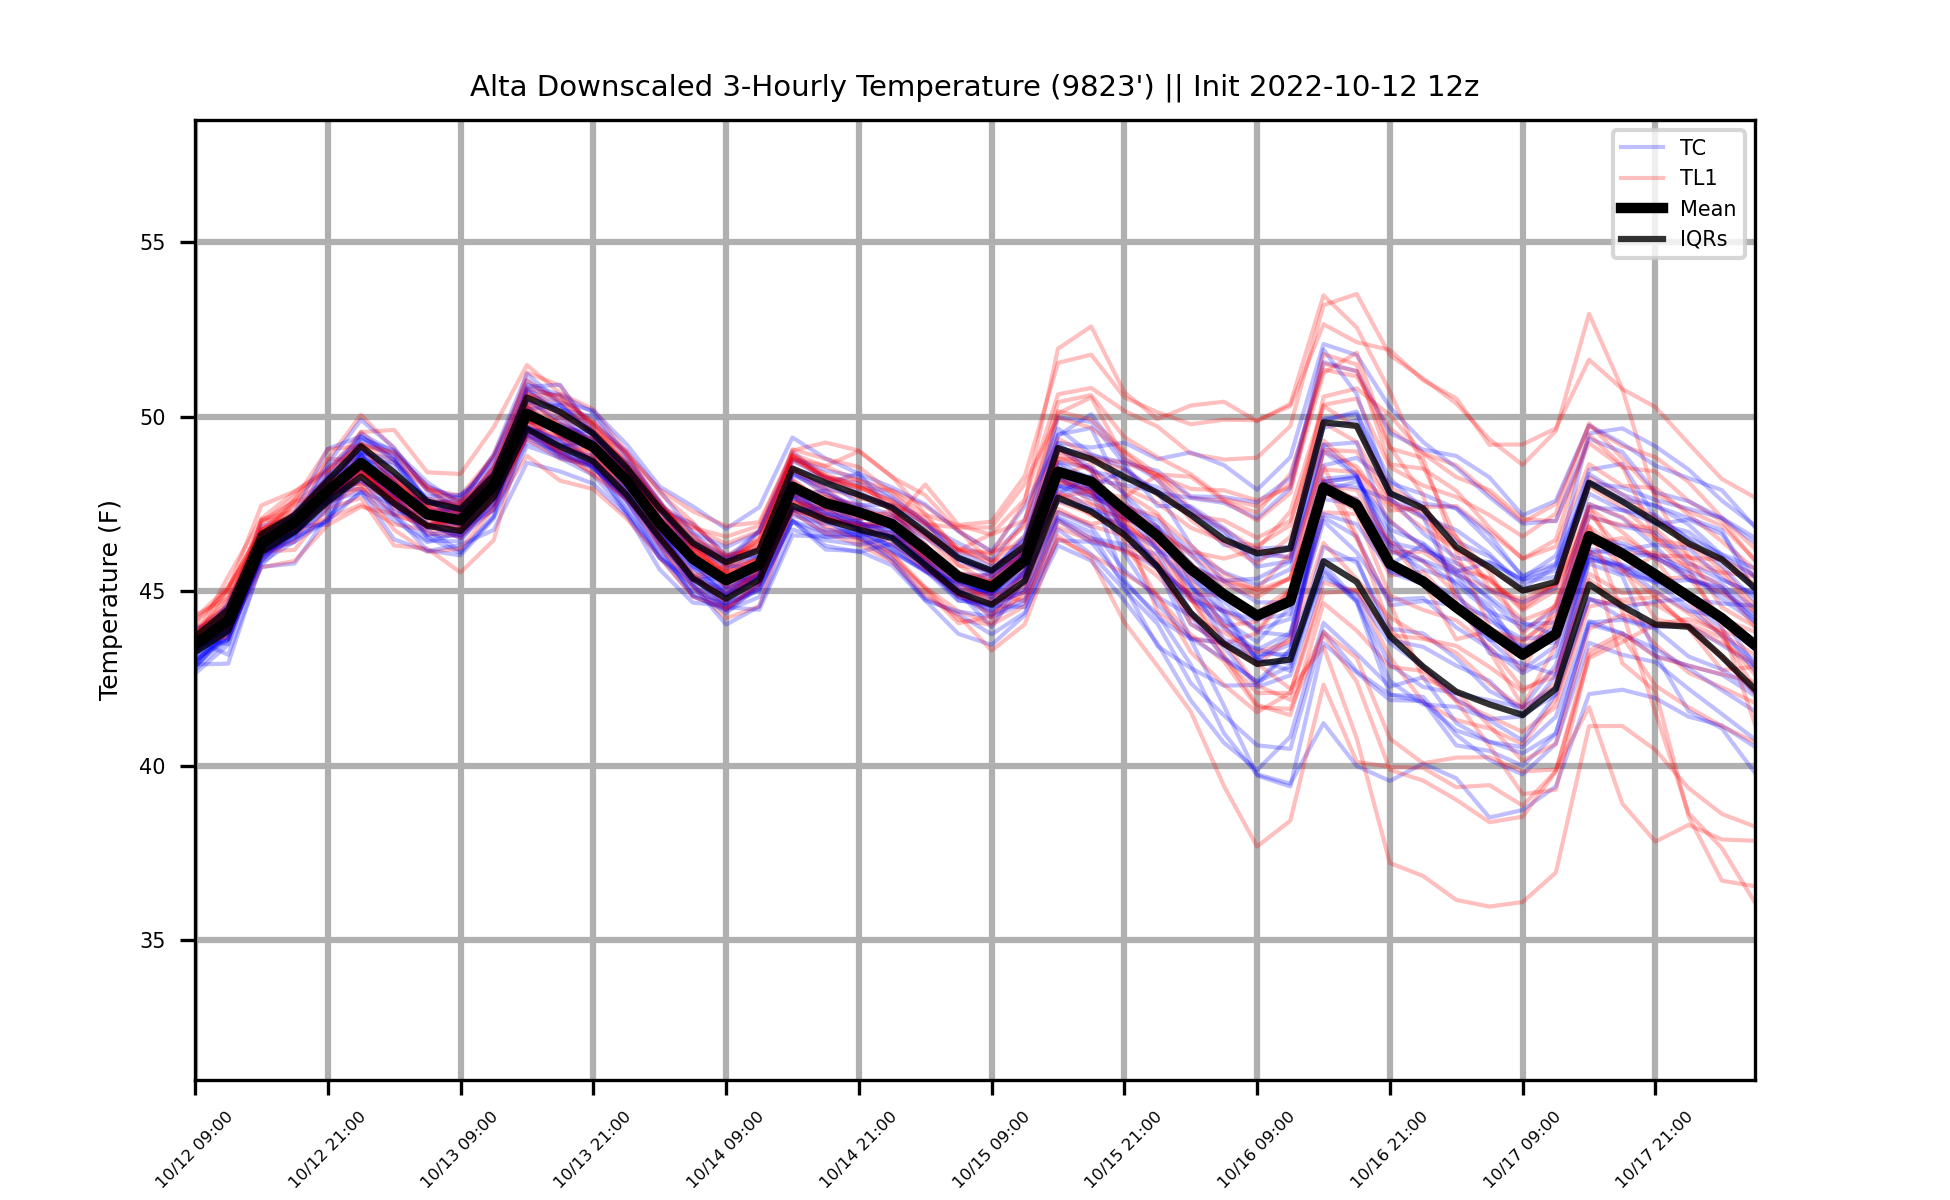 Alta Downscaled 3-Hourly Temperature (9823') || Init 2022-10-12 12z
TC
TL1
Mean
IQRs
Temperature (F)
55
50
45
40
35
10/12 09:00
10/12 21:00
10/13 09:00
10/13 21:00
10/14 09:00
10/14 21:00
10/15 09:00
10/15 21:00
10/16 09:00
10/16 21:00
10/17 09:00
10/17 21:00